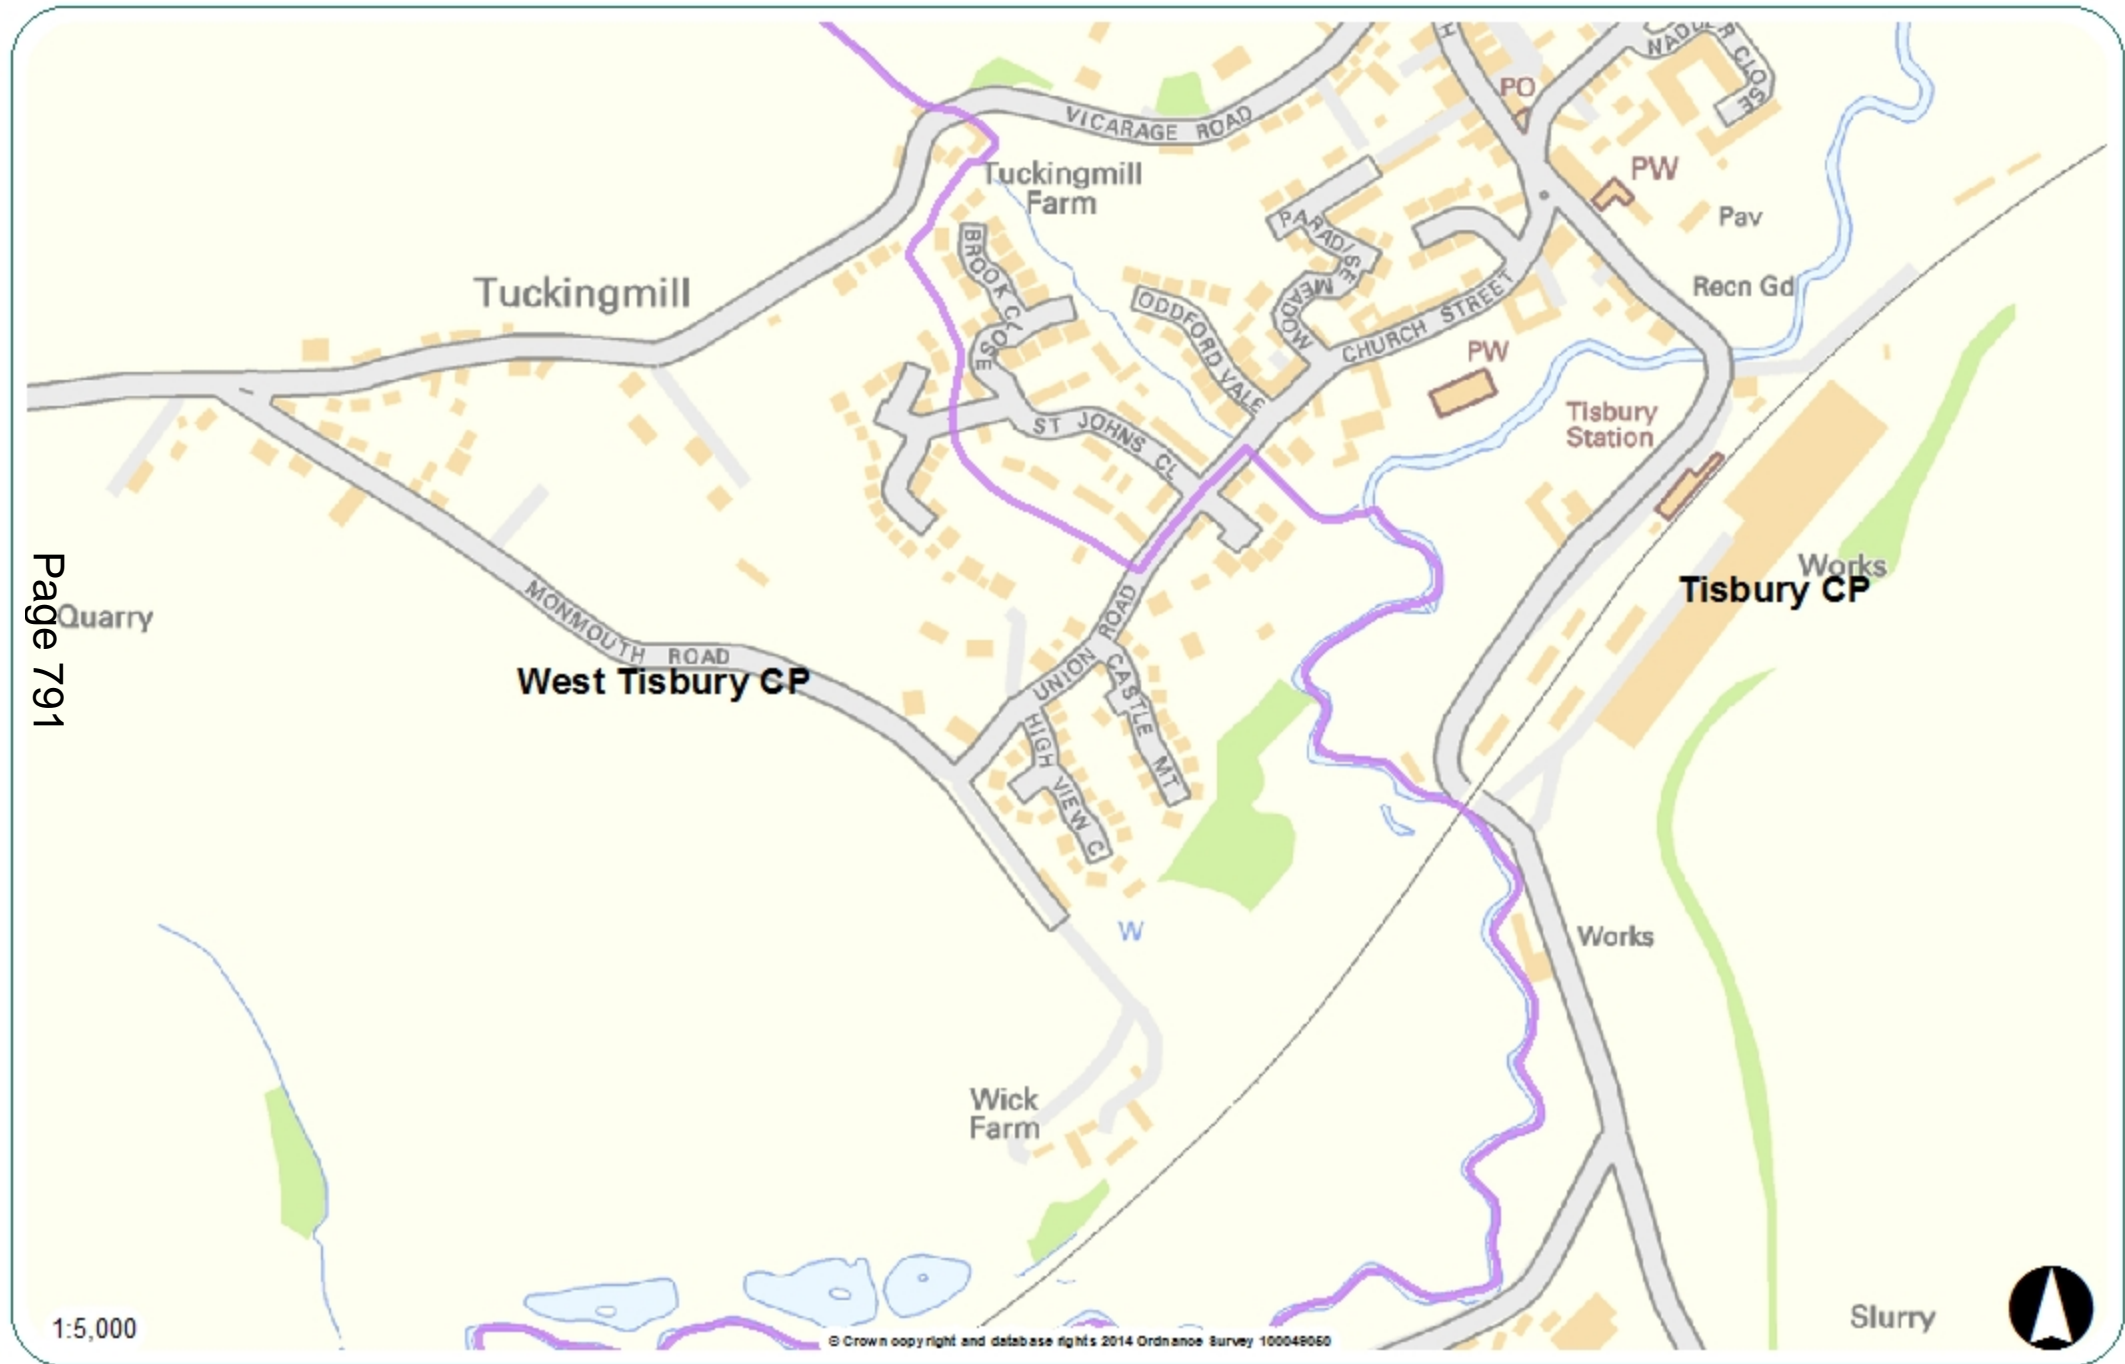 NADDER CLOSE
H
PO
VICARAGE ROAD
PW
Tuckingmill
Farm
PARADISE
MEADOW
Pav
BROOK CLOSE
Tuckingmill
Recn Gd
ODDFORD VALE
CHURCH STREET
PW
Tisbury
Station
ST JOHNS CL
Page 791
Works
Tisbury CP
Quarry
MONMOUTH ROAD
UNION ROAD
West Tisbury CP
CASTLE MT
HIGH VIEW C
W
Works
Wick
Farm
Slurry
1:5,000
© Crown copyright and database rights 2014 Ordnance Survey 100049050